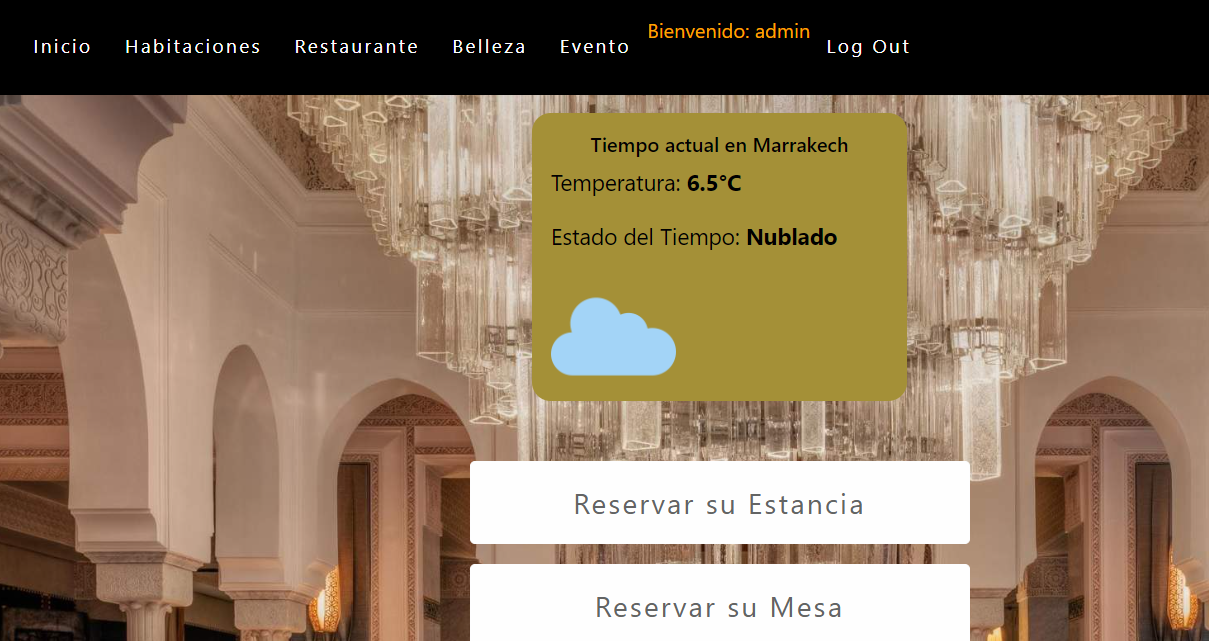 Inicio Habitaciones Restaurante Belleza Evento Bienvenido: admin Log Out
Tiempo actual en Marrakech
Temperatura: 6.5°C
Estado del Tiempo: Nublado
Reservar su Estancia
Reservar su Mesa